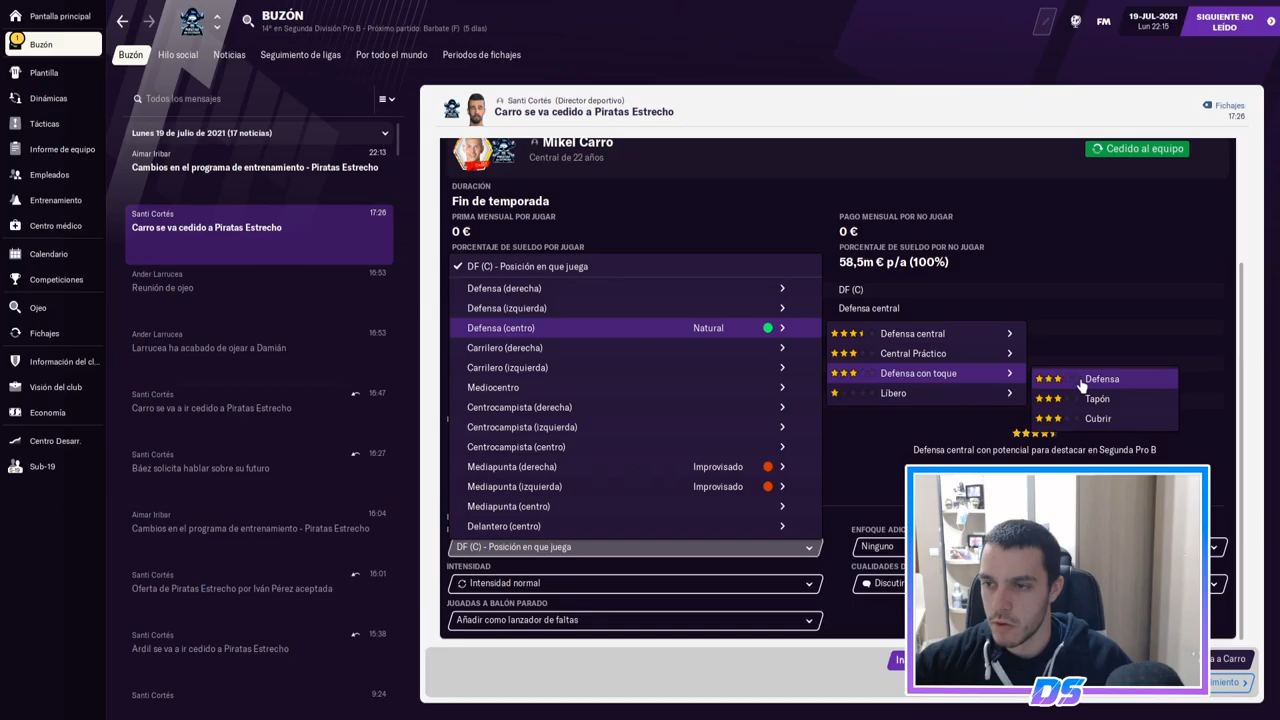 Pantalla principal
BUZÓN
14º en Segunda División Pro B - Próximo partido: Barbate (F) (5 días)
FM
19-JUL-2021
Lun 22:15
SIGUIENTE NO LEÍDO
1
Buzón
Plantilla
Dinámicas
Tácticas
Informe de equipo
Empleados
Entrenamiento
Centro médico
Calendario
Competiciones
Ojeo
Fichajes
Información del cl...
Visión del club
Economía
Centro Desarr.
Sub-19
Buzón
Hilo social
Noticias
Seguimiento de ligas
Por todo el mundo
Periodos de fichajes
Todos los mensajes
Lunes 19 de julio de 2021 (17 noticias)
Aimar Iribar 22:13
Cambios en el programa de entrenamiento - Piratas Estrecho
Santi Cortés 17:26
Carro se va cedido a Piratas Estrecho
Ander Larrucea 16:53
Reunión de ojeo
Ander Larrucea 16:53
Larrucea ha acabado de ojear a Damián
Santi Cortés 16:47
Carro se va a ir cedido a Piratas Estrecho
Santi Cortés 16:27
Báez solicita hablar sobre su futuro
Aimar Iribar 16:04
Cambios en el programa de entrenamiento - Piratas Estrecho
Santi Cortés 16:01
Oferta de Piratas Estrecho por Iván Pérez aceptada
Santi Cortés 15:38
Ardil se va a ir cedido a Piratas Estrecho
Santi Cortés 9:24
Santi Cortés (Director deportivo)
Carro se va cedido a Piratas Estrecho
Fichajes
17:26
Mikel Carro
Central de 22 años
Cedido al equipo
DURACIÓN
Fin de temporada
PRIMA MENSUAL POR JUGAR
0 €
PAGO MENSUAL POR NO JUGAR
0 €
PORCENTAJE DE SUELDO POR JUGAR
PORCENTAJE DE SUELDO POR NO JUGAR
58,5m € p/a (100%)
DF (C) - Posición en que juega
Defensa (derecha)
Defensa (izquierda)
Defensa (centro) Natural
Carrilero (derecha)
Carrilero (izquierda)
Mediocentro
Centrocampista (derecha)
Centrocampista (izquierda)
Centrocampista (centro)
Mediapunta (derecha) Improvisado
Mediapunta (izquierda) Improvisado
Mediapunta (centro)
Delantero (centro)
DF (C)
Defensa central
Defensa central
Central Práctico
Defensa con toque
Líbero
Defensa
Tapón
Cubrir
Defensa central con potencial para destacar en Segunda Pro B
DF (C) - Posición en que juega
ENFOQUE ADIC
Ninguno
INTENSIDAD
Intensidad normal
CUALIDADES D
Discutir
JUGADAS A BALÓN PARADO
Añadir como lanzador de faltas
In
a a Carro
imiento
DS